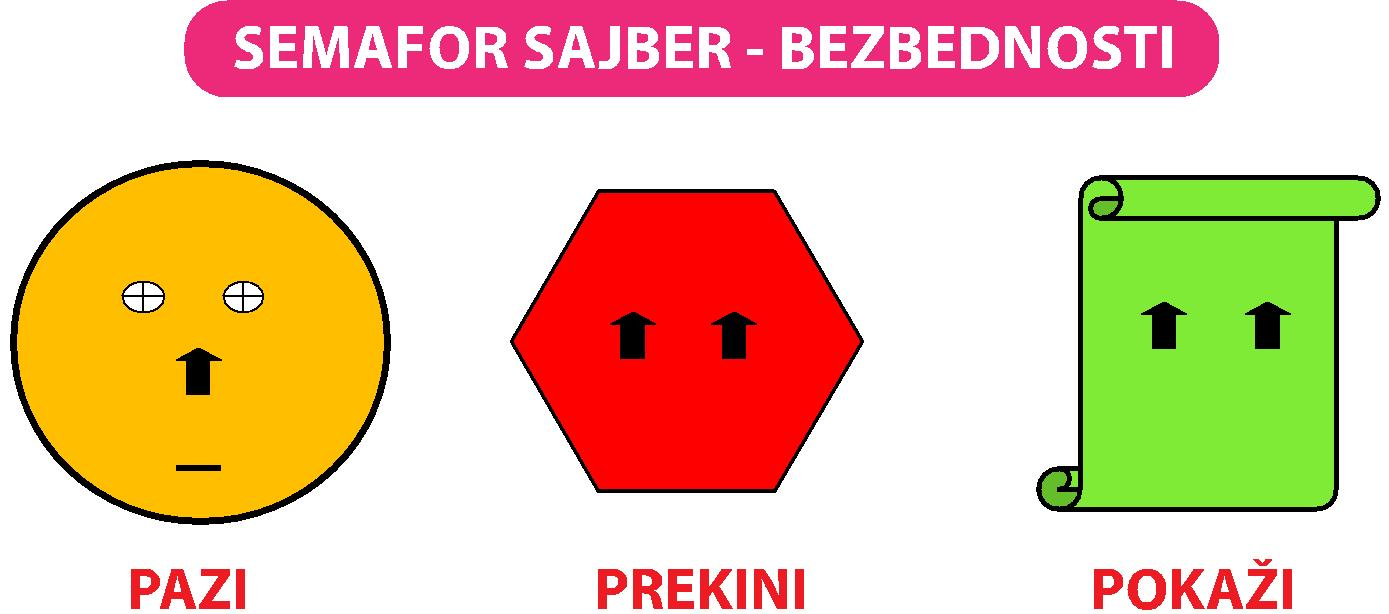 SEMAFOR SAJBER - BEZBEDNOSTI
PAZI
PREKINI
POKAŽI